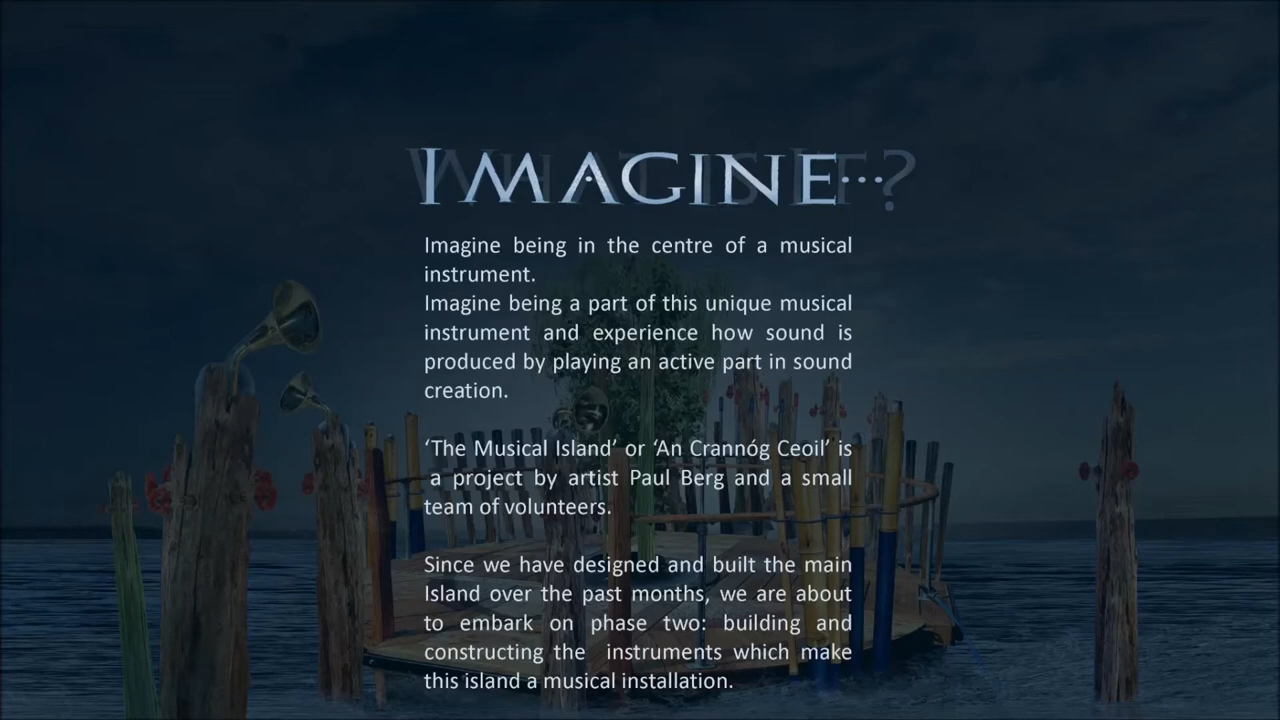 IMAGINE...
WHAT IS IT?
Imagine being in the centre of a musical
instrument.
Imagine being a part of this unique musical
instrument and experience how sound is
produced by playing an active part in sound
creation.
‘The Musical Island’ or ‘An Crannóg Ceoil’ is
a project by artist Paul Berg and a small
team of volunteers.
Since we have designed and built the main
Island over the past months, we are about
to embark on phase two: building and
constructing the instruments which make
this island a musical installation.